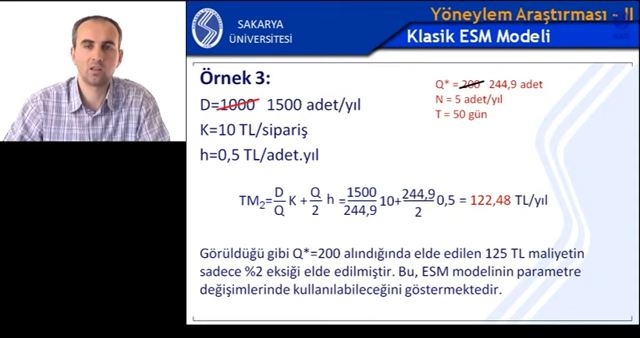 SAKARYA
ÜNİVERSİTESİ
Yöneylem Araştırması - II
Klasik ESM Modeli
Örnek 3:
D=1000 1500 adet/yıl
K=10 TL/sipariş
h=0,5 TL/adet.yıl
Q* = 200 244,9 adet
N = 5 adet/yıl
T = 50 gün
TM₂=D/Q K + Q/2 h = 1500/244,9 10+ 244,9/2 0,5 = 122,48 TL/yıl
Görüldüğü gibi Q*=200 alındığında elde edilen 125 TL maliyetin
sadece %2 eksiği elde edilmiştir. Bu, ESM modelinin parametre
değişimlerinde kullanılabileceğini göstermektedir.